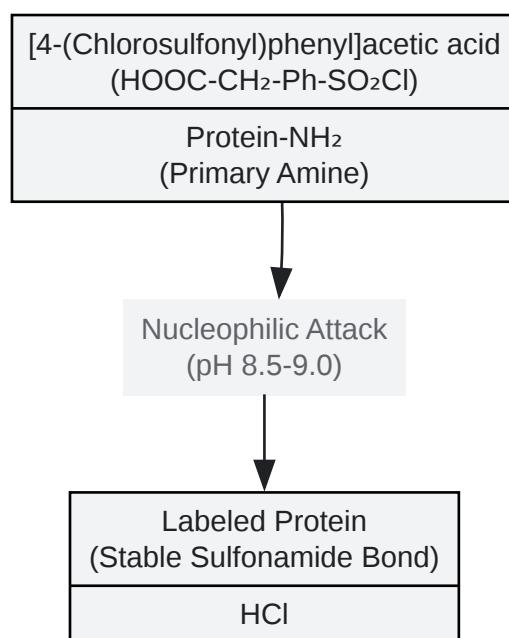 [4-(Chlorosulfonyl)phenyl]acetic acid
(HOOC-CH₂-Ph-SO₂Cl)
Protein-NH₂
(Primary Amine)
Nucleophilic Attack
(pH 8.5-9.0)
Labeled Protein
(Stable Sulfonamide Bond)
HCl